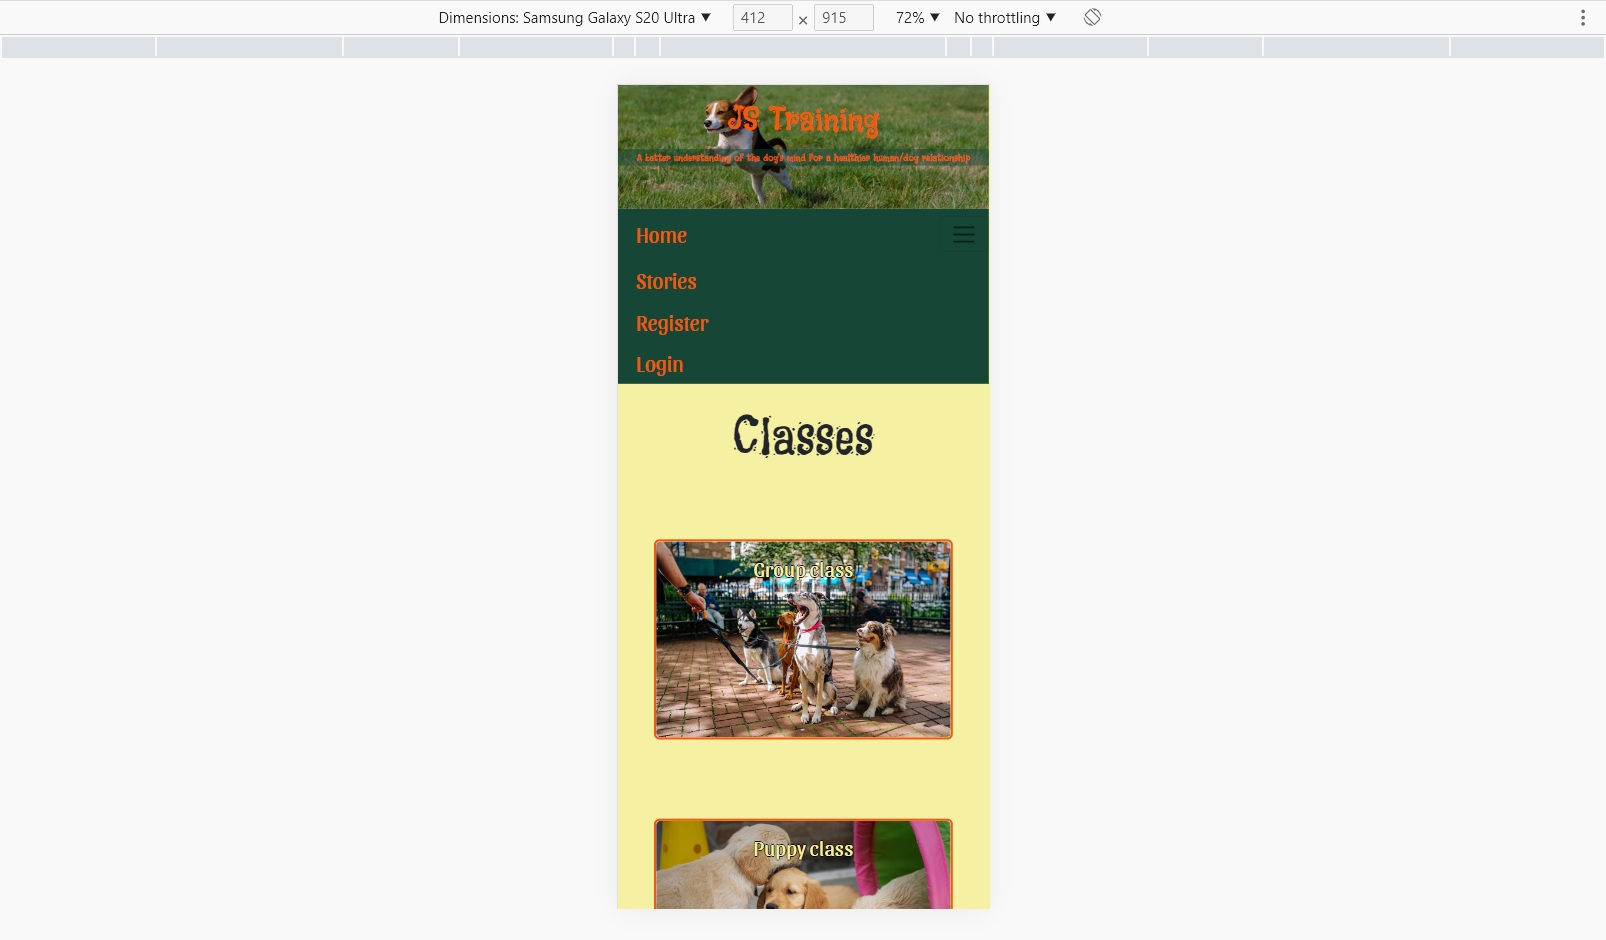 Dimensions: Samsung Galaxy S20 Ultra ▼ 412 × 915 72% ▼ No throttling ▼
JS Training
A better understanding of the dog's mind for a healthier human/dog relationship
Home
Stories
Register
Login
Classes
Group class
Puppy class